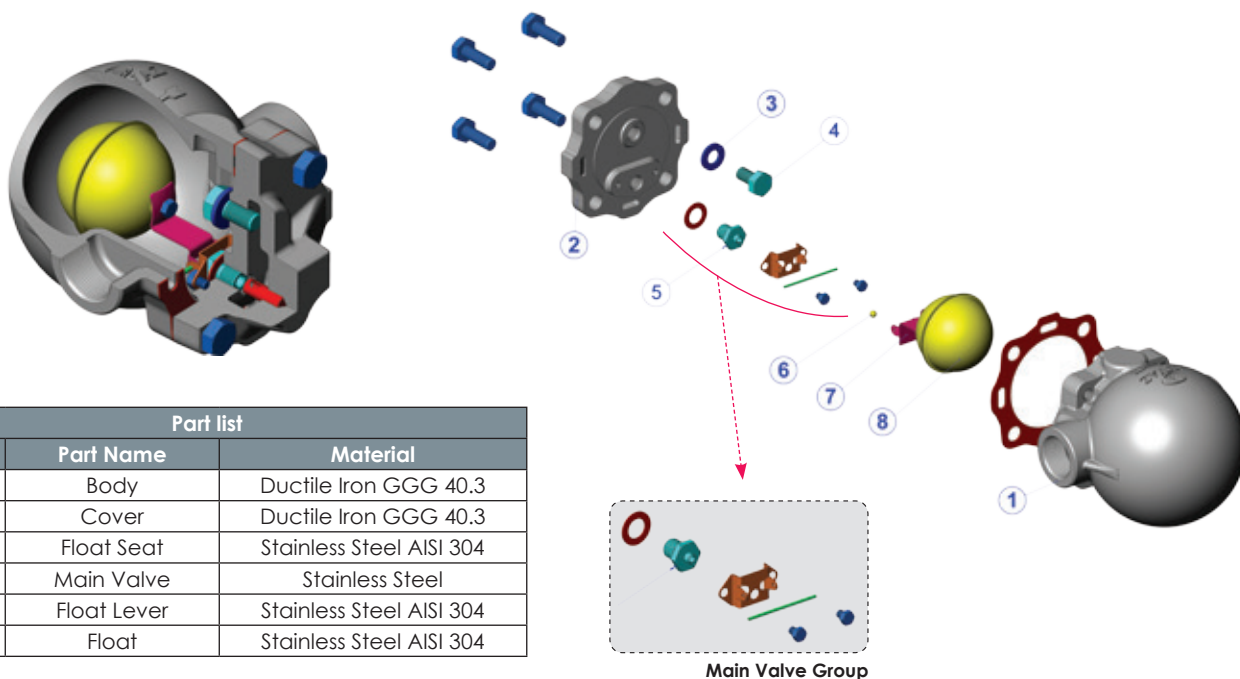 3
4
2
5
6
7
8
1
Part list
Part Name Material
Body Ductile Iron GGG 40.3
Cover Ductile Iron GGG 40.3
Float Seat Stainless Steel AISI 304
Main Valve Stainless Steel
Float Lever Stainless Steel AISI 304
Float Stainless Steel AISI 304
Main Valve Group